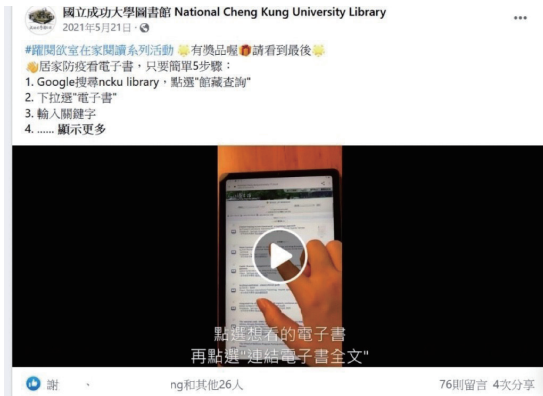 國立成功大學圖書館 National Cheng Kung University Library
2021年5月21日·
#躍閱欲室在家閱讀系列活動 有獎品喔 請看到最後
居家防疫看電子書，只要簡單5步驟：
1. Google搜尋ncku library，點選"館藏查詢"
2. 下拉選"電子書"
3. 輸入關鍵字
4. ...... 顯示更多
點選想看的電子書
再點選"連結電子書全文"
謝 、 ng和其他26人
76則留言 4次分享